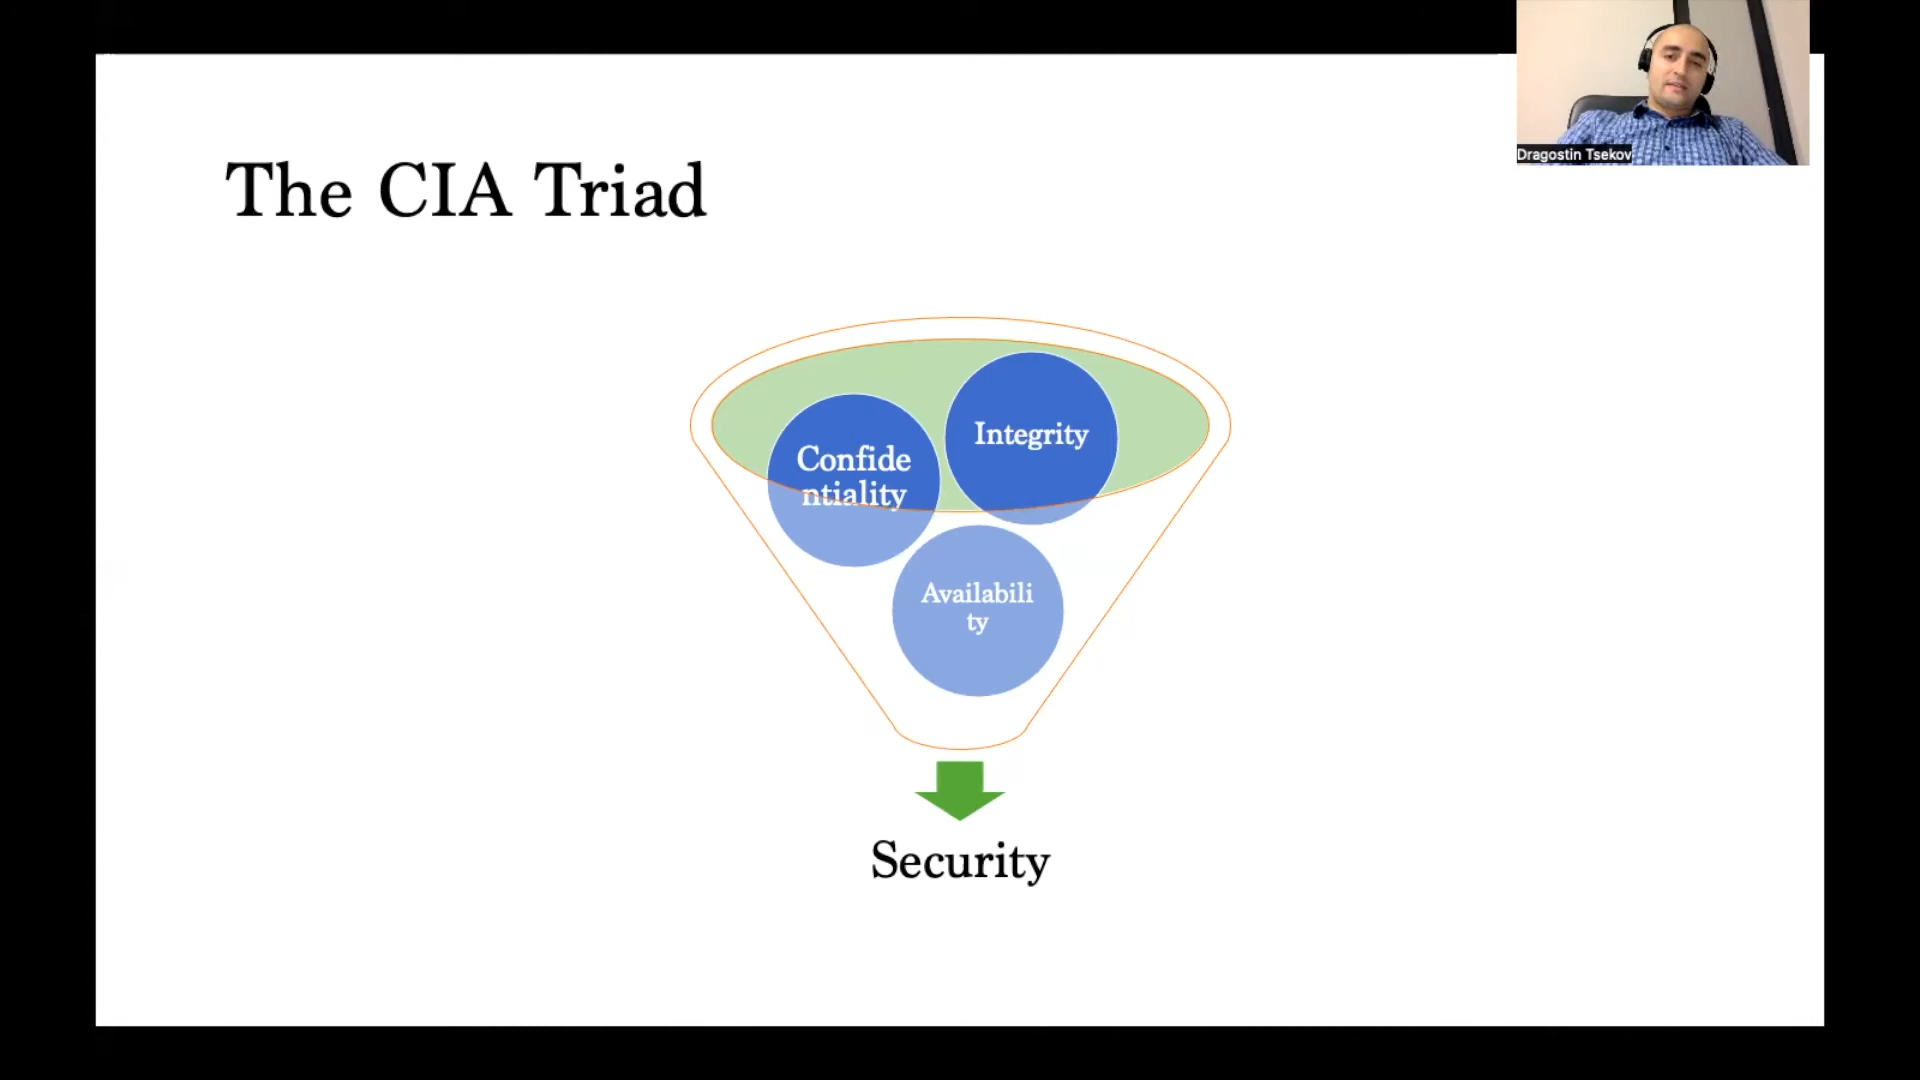 Dragostin Tsekov
The CIA Triad
Integrity
Confide
ntiality
Availabili
ty
Security